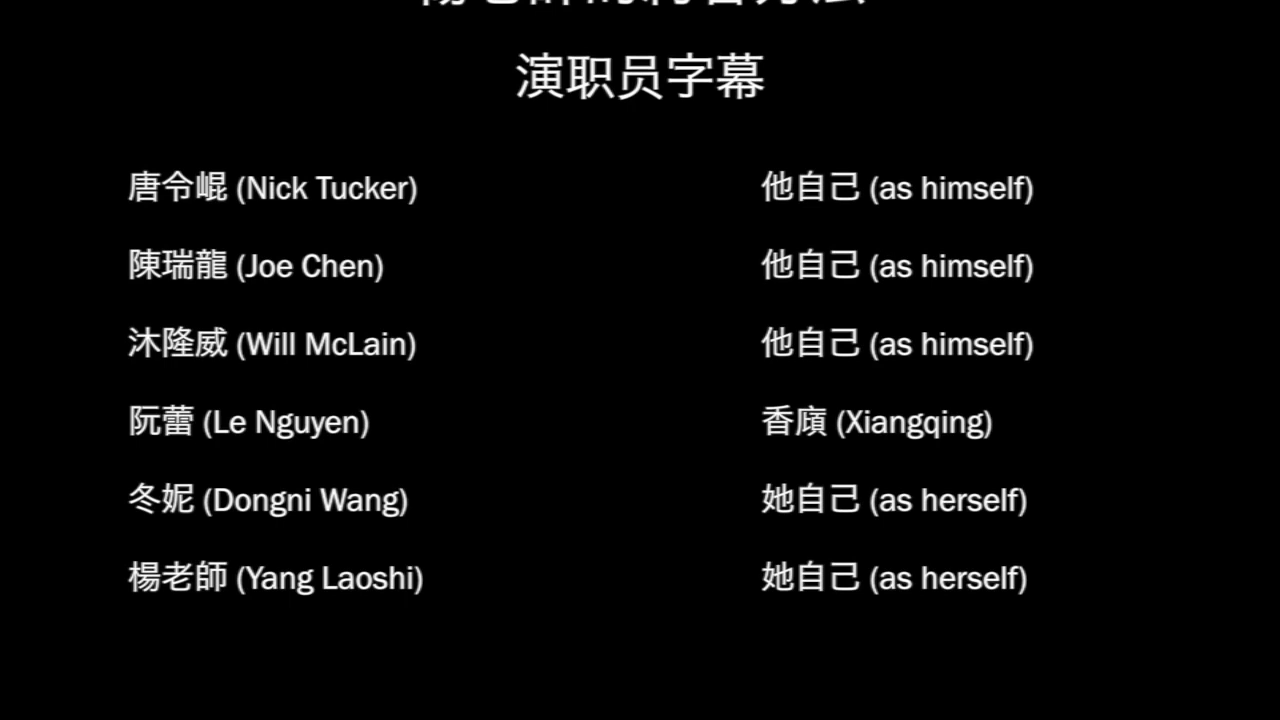 演职员字幕
唐令崐 (Nick Tucker) 他自己 (as himself)
陳瑞龍 (Joe Chen) 他自己 (as himself)
沐隆威 (Will McLain) 他自己 (as himself)
阮蕾 (Le Nguyen) 香廎 (Xiangqing)
冬妮 (Dongni Wang) 她自己 (as herself)
楊老師 (Yang Laoshi) 她自己 (as herself)